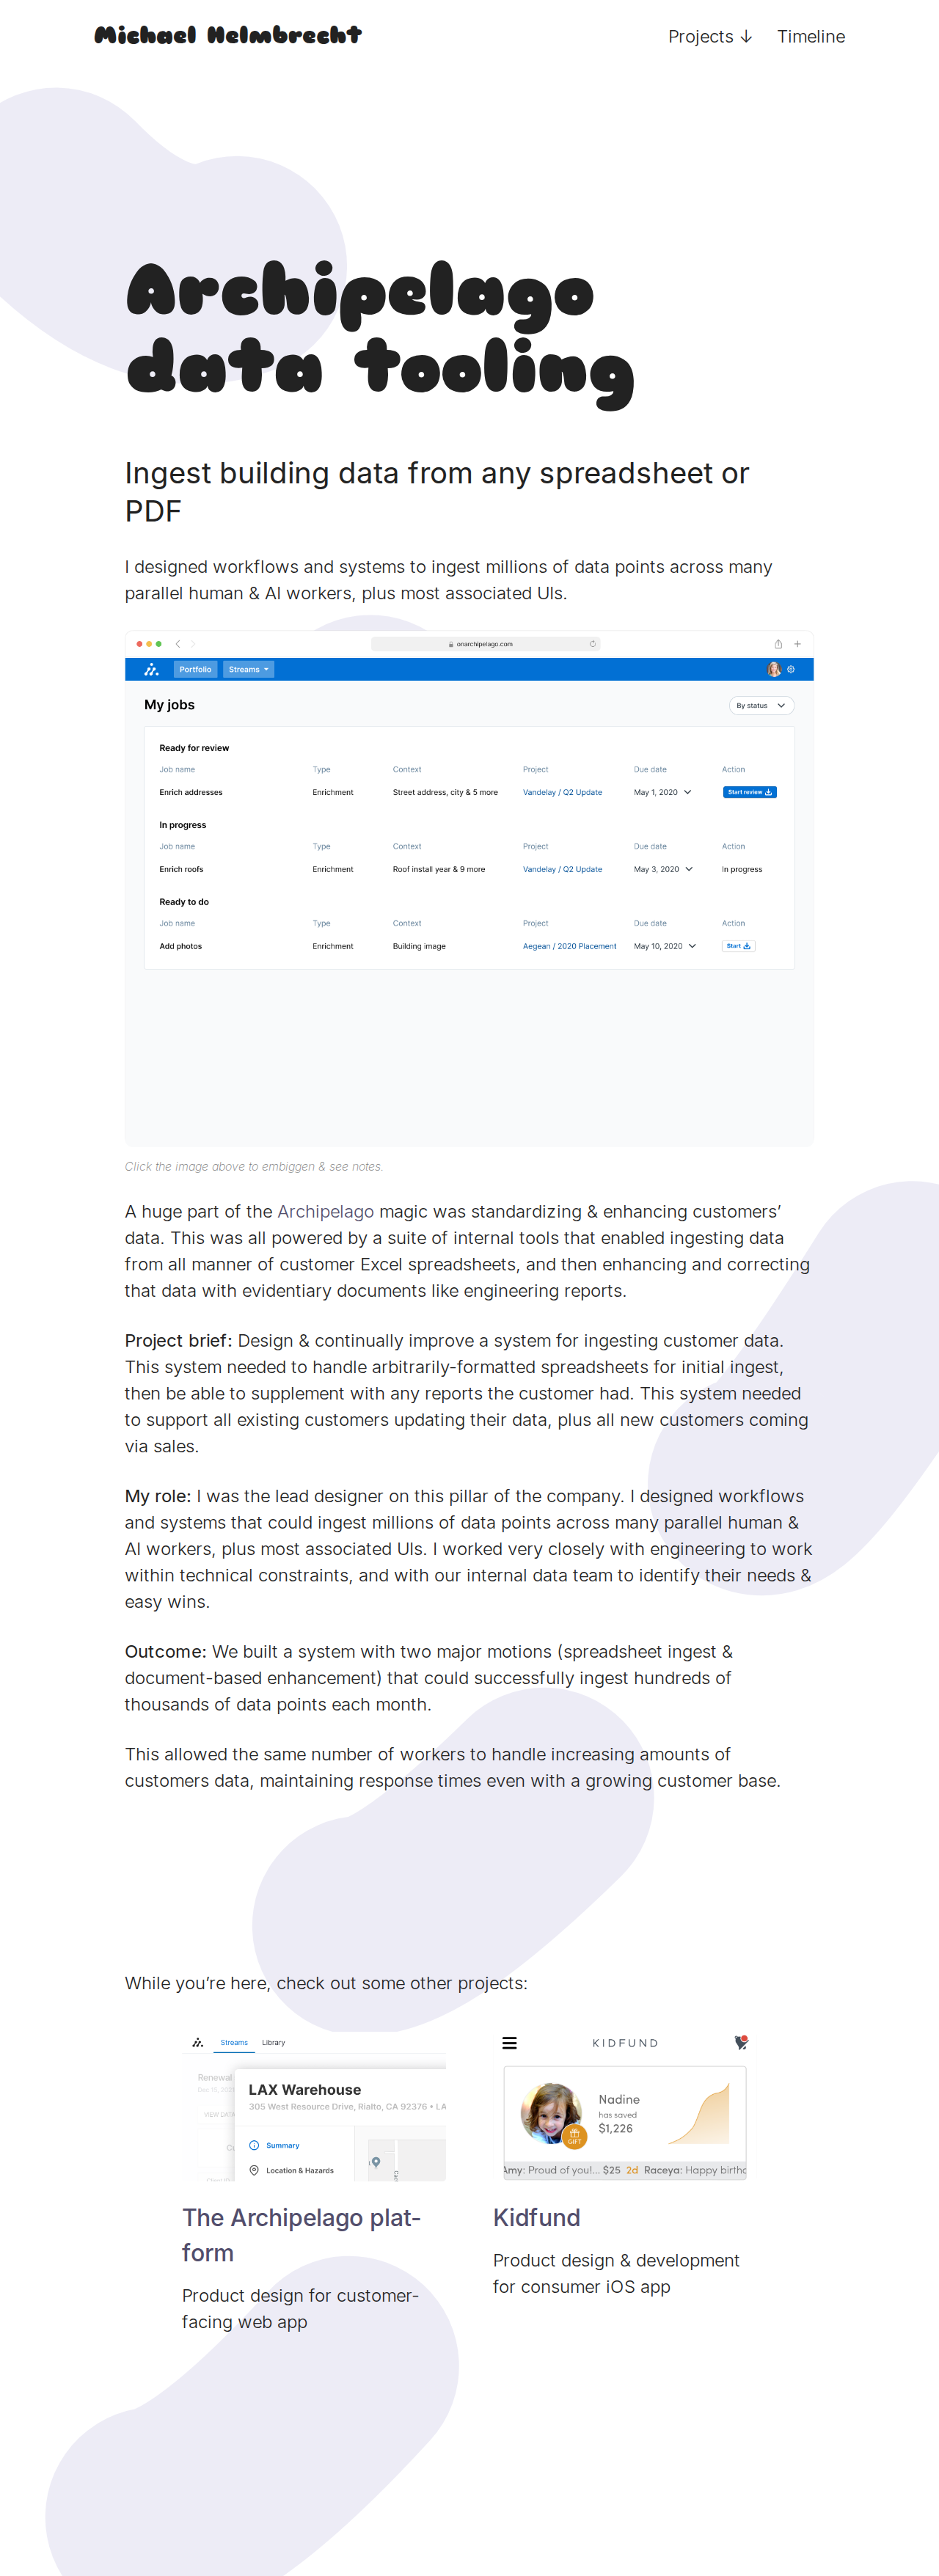 Michael Helmbrecht
Projects ↓ Timeline
Archipelago
data tooling
Ingest building data from any spreadsheet or
PDF
I designed workflows and systems to ingest millions of data points across many
parallel human & AI workers, plus most associated UIs.
onarchipelago.com
Portfolio Streams
My jobs
By status
Ready for review
Job name Type Context Project Due date Action
Enrich addresses Enrichment Street address, city & 5 more Vandelay / Q2 Update May 1, 2020 Start review
In progress
Job name Type Context Project Due date Action
Enrich roofs Enrichment Roof install year & 9 more Vandelay / Q2 Update May 3, 2020 In progress
Ready to do
Job name Type Context Project Due date Action
Add photos Enrichment Building image Aegean / 2020 Placement May 10, 2020 Start
Click the image above to embiggen & see notes.
A huge part of the Archipelago magic was standardizing & enhancing customers’
data. This was all powered by a suite of internal tools that enabled ingesting data
from all manner of customer Excel spreadsheets, and then enhancing and correcting
that data with evidentiary documents like engineering reports.
Project brief: Design & continually improve a system for ingesting customer data.
This system needed to handle arbitrarily-formatted spreadsheets for initial ingest,
then be able to supplement with any reports the customer had. This system needed
to support all existing customers updating their data, plus all new customers coming
via sales.
My role: I was the lead designer on this pillar of the company. I designed workflows
and systems that could ingest millions of data points across many parallel human &
AI workers, plus most associated UIs. I worked very closely with engineering to work
within technical constraints, and with our internal data team to identify their needs &
easy wins.
Outcome: We built a system with two major motions (spreadsheet ingest &
document-based enhancement) that could successfully ingest hundreds of
thousands of data points each month.
This allowed the same number of workers to handle increasing amounts of
customers data, maintaining response times even with a growing customer base.
While you’re here, check out some other projects:
Streams Library
Renewal
LAX Warehouse
305 West Resource Drive, Rialto, CA 92376 • LA
VIEW DAT
Summary
Location & Hazards
KIDFUND
Nadine
has saved
$1,226
GIFT
Amy: Proud of you!... $25 2d Raceya: Happy birthd
The Archipelago plat-
form
Product design for customer-
facing web app
Kidfund
Product design & development
for consumer iOS app